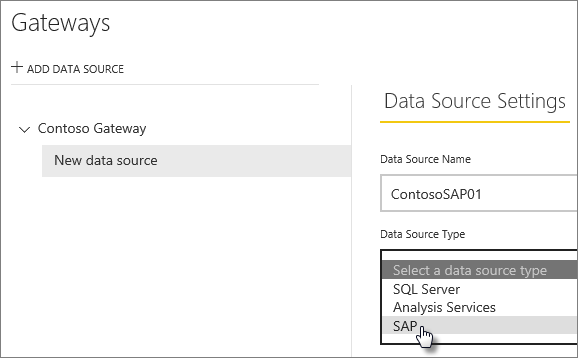 Gateways
+ ADD DATA SOURCE
Contoso Gateway
New data source
Data Source Settings
Data Source Name
ContosoSAP01
Data Source Type
Select a data source type
SQL Server
Analysis Services
SAP